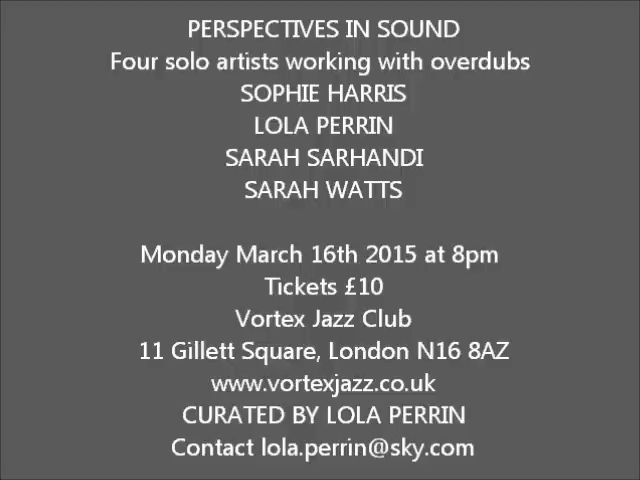 PERSPECTIVES IN SOUND
Four solo artists working with overdubs
SOPHIE HARRIS
LOLA PERRIN
SARAH SARHANDI
SARAH WATTS
Monday March 16th 2015 at 8pm
Tickets £10
Vortex Jazz Club
11 Gillett Square, London N16 8AZ
www.vortexjazz.co.uk
CURATED BY LOLA PERRIN
Contact lola.perrin@sky.com